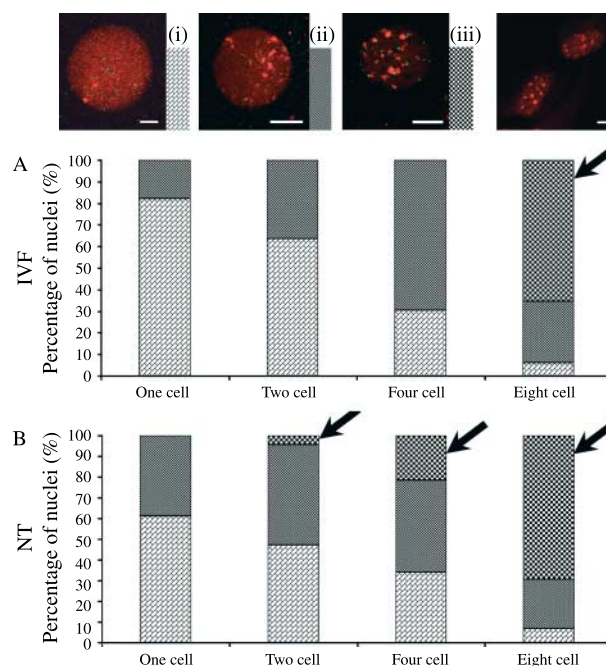 (i) (ii) (iii)
A
IVF
Percentage of nuclei (%)
100
90
80
70
60
50
40
30
20
10
0
One cell Two cell Four cell Eight cell
B
NT
Percentage of nuclei (%)
100
90
80
70
60
50
40
30
20
10
0
One cell Two cell Four cell Eight cell